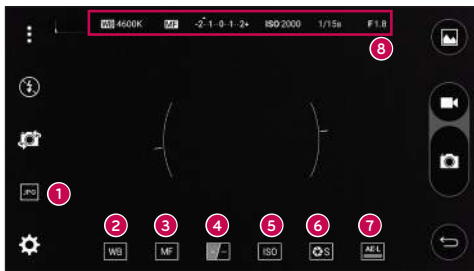 WB 4600K MF -2··1··0··1··2+ ISO 2000 1/15s F1.8
8
JPG 1
2 3 4 5 6 7
WB MF +/− ISO S AE-L